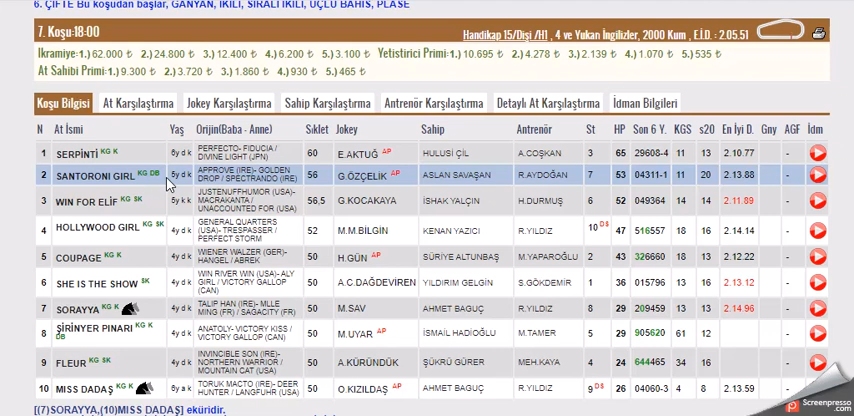 6. ÇİFTE Bu koşudan başlar, GANYAN, İKİLİ, SIRALI İKİLİ, ÜÇLÜ BAHİS, PLASE
7. Koşu:18:00
Handikap 15/Dişi /H1 , 4 ve Yukarı İngilizler, 2000 Kum , E.İ.D. : 2.05.51
İkramiye:1.) 62.000 ₺ 2.) 24.800 ₺ 3.) 12.400 ₺ 4.) 6.200 ₺ 5.) 3.100 ₺ Yetistirici Primi:1.) 10.695 ₺ 2.) 4.278 ₺ 3.) 2.139 ₺ 4.) 1.070 ₺ 5.) 535 ₺
At Sahibi Primi:1.) 9.300 ₺ 2.) 3.720 ₺ 3.) 1.860 ₺ 4.) 930 ₺ 5.) 465 ₺
Koşu Bilgisi At Karşılaştırma Jokey Karşılaştırma Sahip Karşılaştırma Antrenör Karşılaştırma Detaylı At Karşılaştırma İdman Bilgileri
N At İsmi Yaş Orijin(Baba - Anne) Sıklet Jokey Sahip Antrenör St HP Son 6 Y. KGS s20 En İyi D. Gny AGF İdm
1 SERPİNTİ KG K 6y d k PERFECTO- FIDUCIA / DIVINE LIGHT (JPN) 60 E.AKTUĞ AP HULUSİ ÇİL A.COŞKAN 3 65 29608-4 11 13 2.10.77 -
2 SANTORONI GIRL KG DB 5y d k APPROVE (IRE)- GOLDEN DROP / SPECTRANDO (IRE) 56 G.ÖZÇELİK AP ASLAN SAVAŞAN R.AYDOĞAN 7 53 04311-1 11 20 2.13.88 -
3 WIN FOR ELİF KG SK 5y k k JUSTENUFFHUMOR (USA)- MACRAKANTA / UNACCOUNTED FOR (USA) 56,5 G.KOCAKAYA İSHAK YALÇIN H.DURMUŞ 6 52 049364 14 14 2.11.89 -
4 HOLLYWOOD GIRL KG SK 4y d k GENERAL QUARTERS (USA)- TRESPASSER / PERFECT STORM 52 M.M.BİLGİN KENAN YAZICI R.YILDIZ 10 DS 47 516557 18 16 2.14.14 -
5 COUPAGE KG K 4y d k WIENER WALZER (GER)- HANGEL / ABREK 50 H.GÜN AP SÜRİYE ALTUNBAŞ M.YAPAROĞLU 2 43 326660 18 13 2.12.22 -
6 SHE IS THE SHOW SK 4y d k WIN RIVER WIN (USA)- ALY GIRL / VICTORY GALLOP (CAN) 50 A.C.DAĞDEVİREN YILDIRIM GELGİN S.GÖKDEMİR 1 36 015796 16 13 2.13.12 -
7 SORAYYA KG K 4y d k TALIP HAN (IRE)- MLLE MING (FR) / SAGACITY (FR) 50 M.SAV AHMET BAGUÇ R.YILDIZ 8 29 209459 13 13 2.14.96 -
8 ŞİRİNYER PINARI KG K DB 4y d k ANATOLY- VICTORY KISS / VICTORY GALLOP (CAN) 50 M.UYAR AP İSMAİL HADİOĞLU M.TAMER 5 29 905620 61 12 -
9 FLEUR KG SK 4y d k INVINCIBLE SON (IRE)- NORTHERN WARRIOR / MOUNTAIN CAT (USA) 50 A.KÜRÜNDÜK ŞÜKRÜ GÜRER MEH.KAYA 4 24 644465 34 16 -
10 MISS DADAŞ KG K 8y a k TORUK MACTO (IRE)- DEER HUNTER / LANGFUHR (USA) 50 O.KIZILDAŞ AP AHMET BAGUÇ R.YILDIZ 9 DS 26 04060-3 4 8 2.13.59 -
[(7)SORAYYA,(10)MISS DADAŞ] eküridir.
Screenpresso
.com